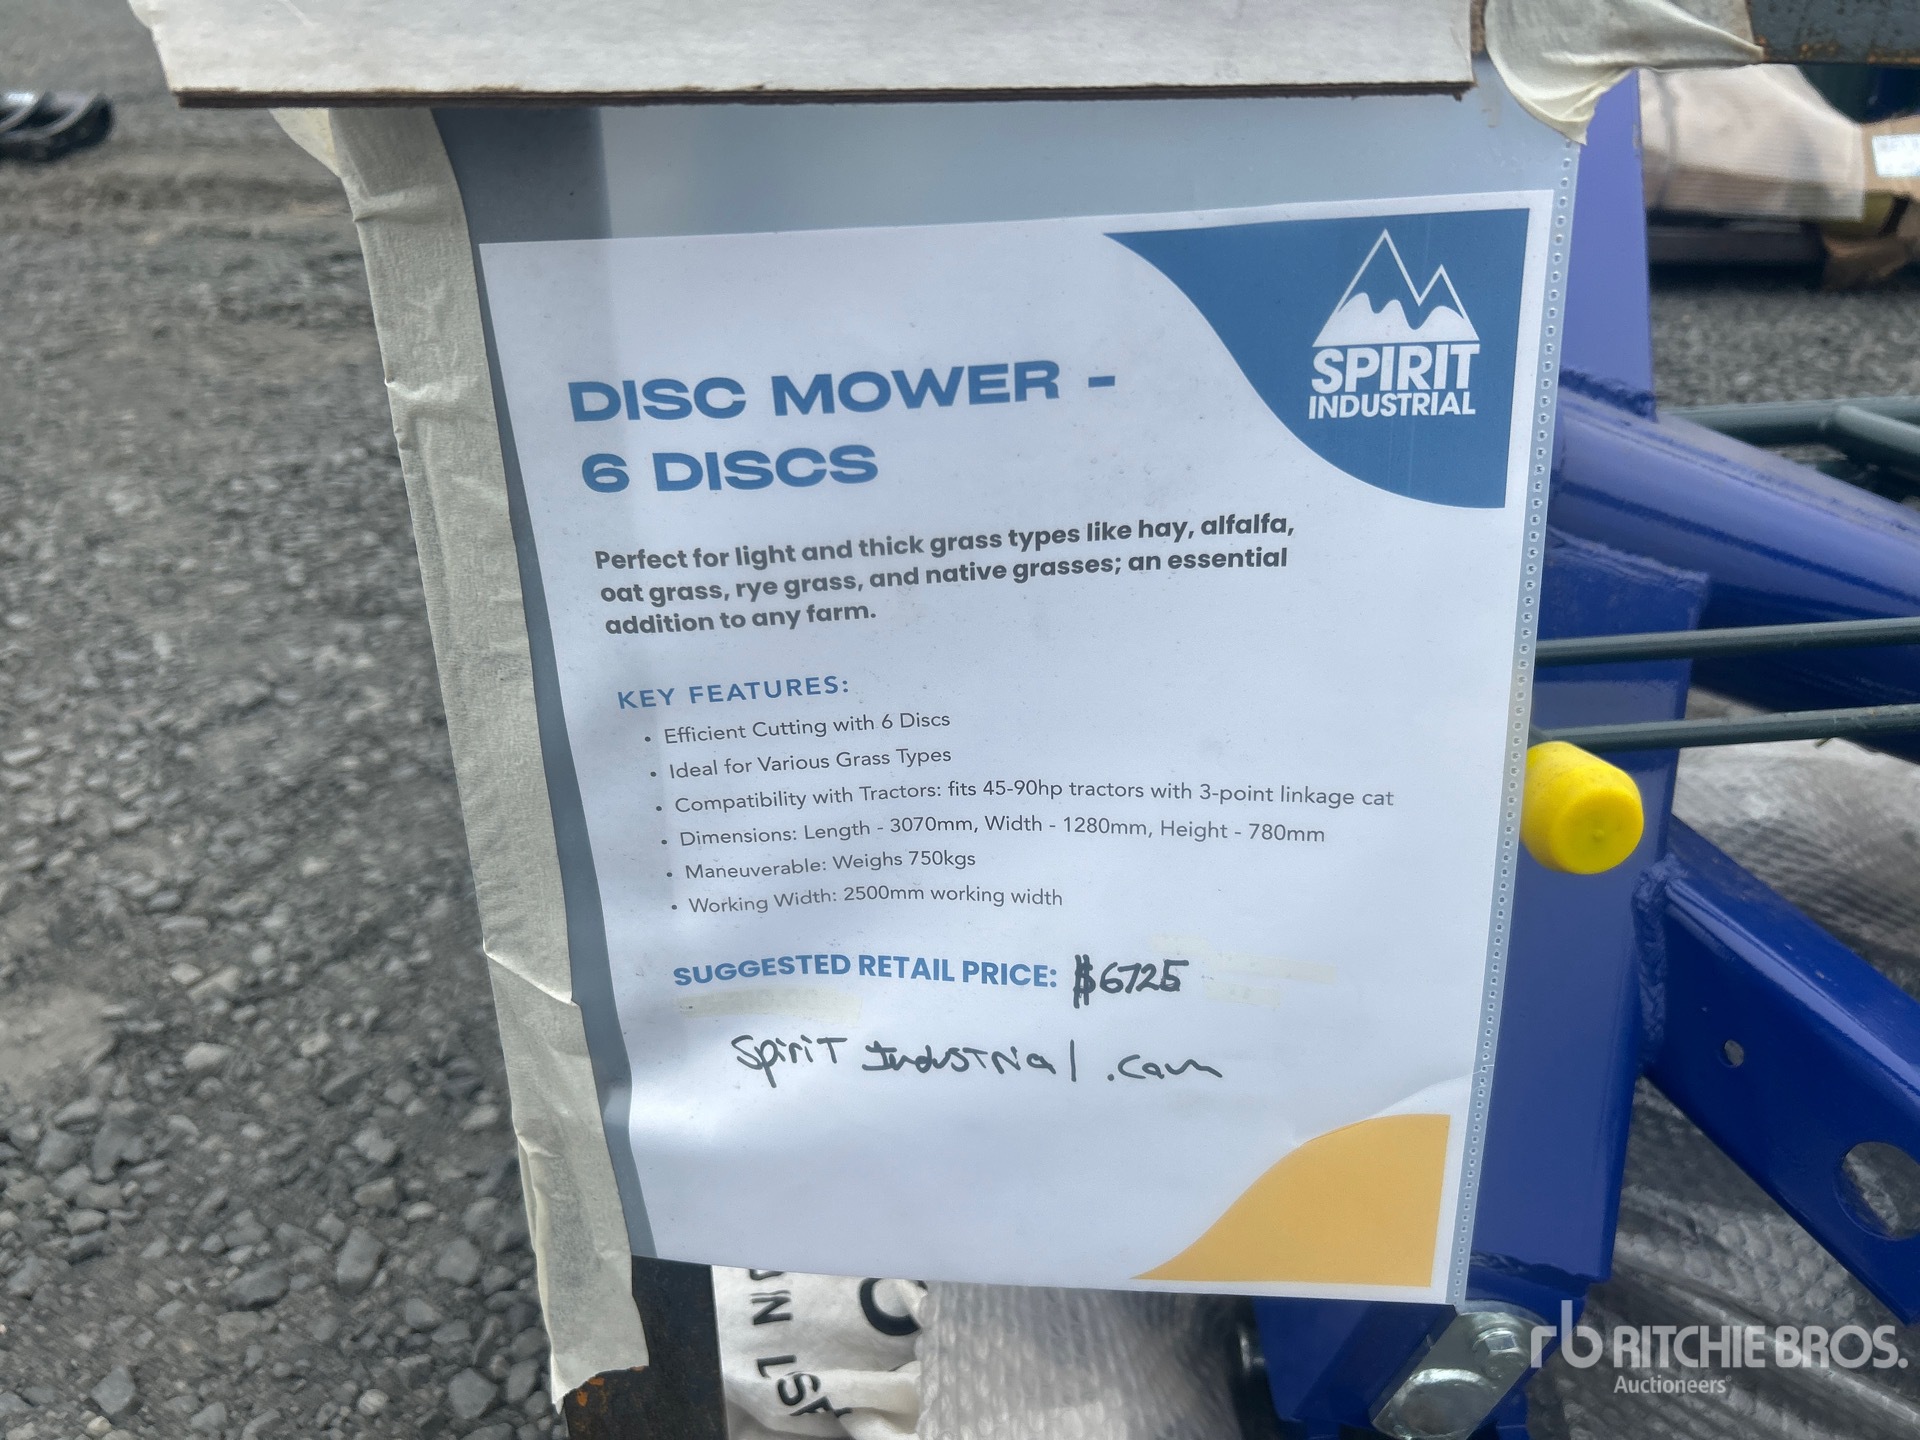 SPIRIT
INDUSTRIAL
DISC MOWER -
6 DISCS
Perfect for light and thick grass types like hay, alfalfa,
oat grass, rye grass, and native grasses; an essential
addition to any farm.
KEY FEATURES:
• Efficient Cutting with 6 Discs
• Ideal for Various Grass Types
• Compatibility with Tractors: fits 45-90hp tractors with 3-point linkage cat
• Dimensions: Length - 3070mm, Width - 1280mm, Height - 780mm
• Maneuverable: Weighs 750kgs
• Working Width: 2500mm working width
SUGGESTED RETAIL PRICE: $6725
Spirit Industrial .com
rb RITCHIE BROS.
Auctioneers